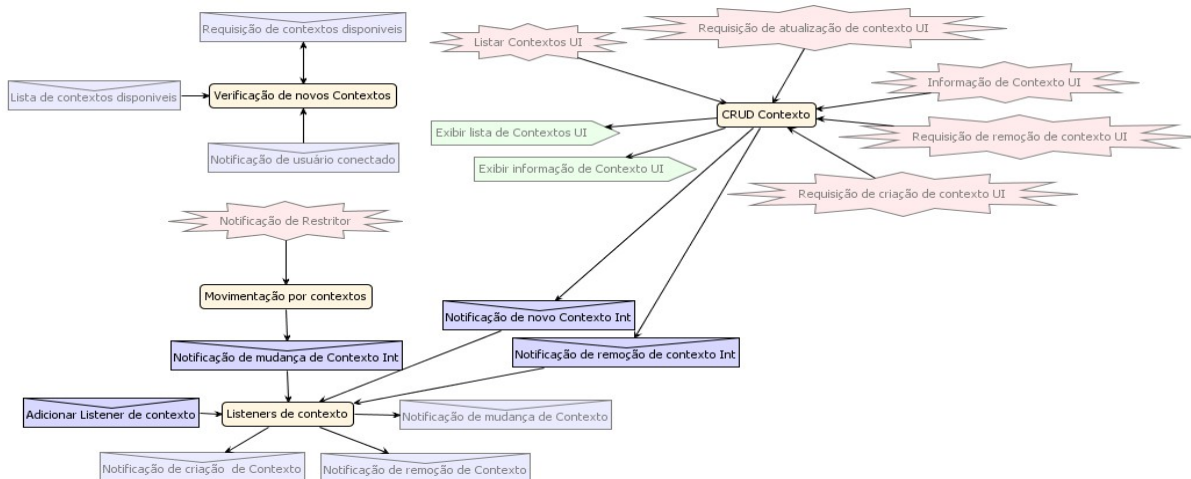 Requisição de contextos disponiveis
Listar Contextos UI
Requisição de atualização de contexto UI
Lista de contextos disponiveis
Verificação de novos Contextos
Informação de Contexto UI
CRUD Contexto
Exibir lista de Contextos UI
Requisição de remoção de contexto UI
Notificação de usuário conectado
Exibir informação de Contexto UI
Requisição de criação de contexto UI
Notificação de Restritor
Movimentação por contextos
Notificação de novo Contexto Int
Notificação de mudança de Contexto Int
Notificação de remoção de contexto Int
Adicionar Listener de contexto
Listeners de contexto
Notificação de mudança de Contexto
Notificação de criação  de Contexto
Notificação de remoção de Contexto